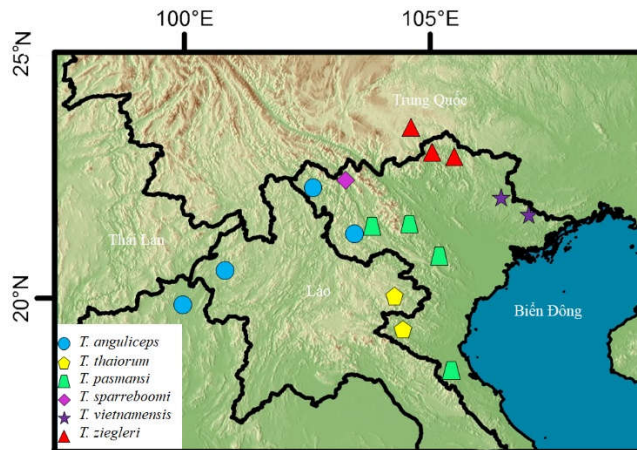 100°E
105°E
25°N
Trung Quốc
Thái Lan
Lào
20°N
Biển Đông
T. anguliceps
T. thaiorum
T. pasmansi
T. sparreboomi
T. vietnamensis
T. ziegleri